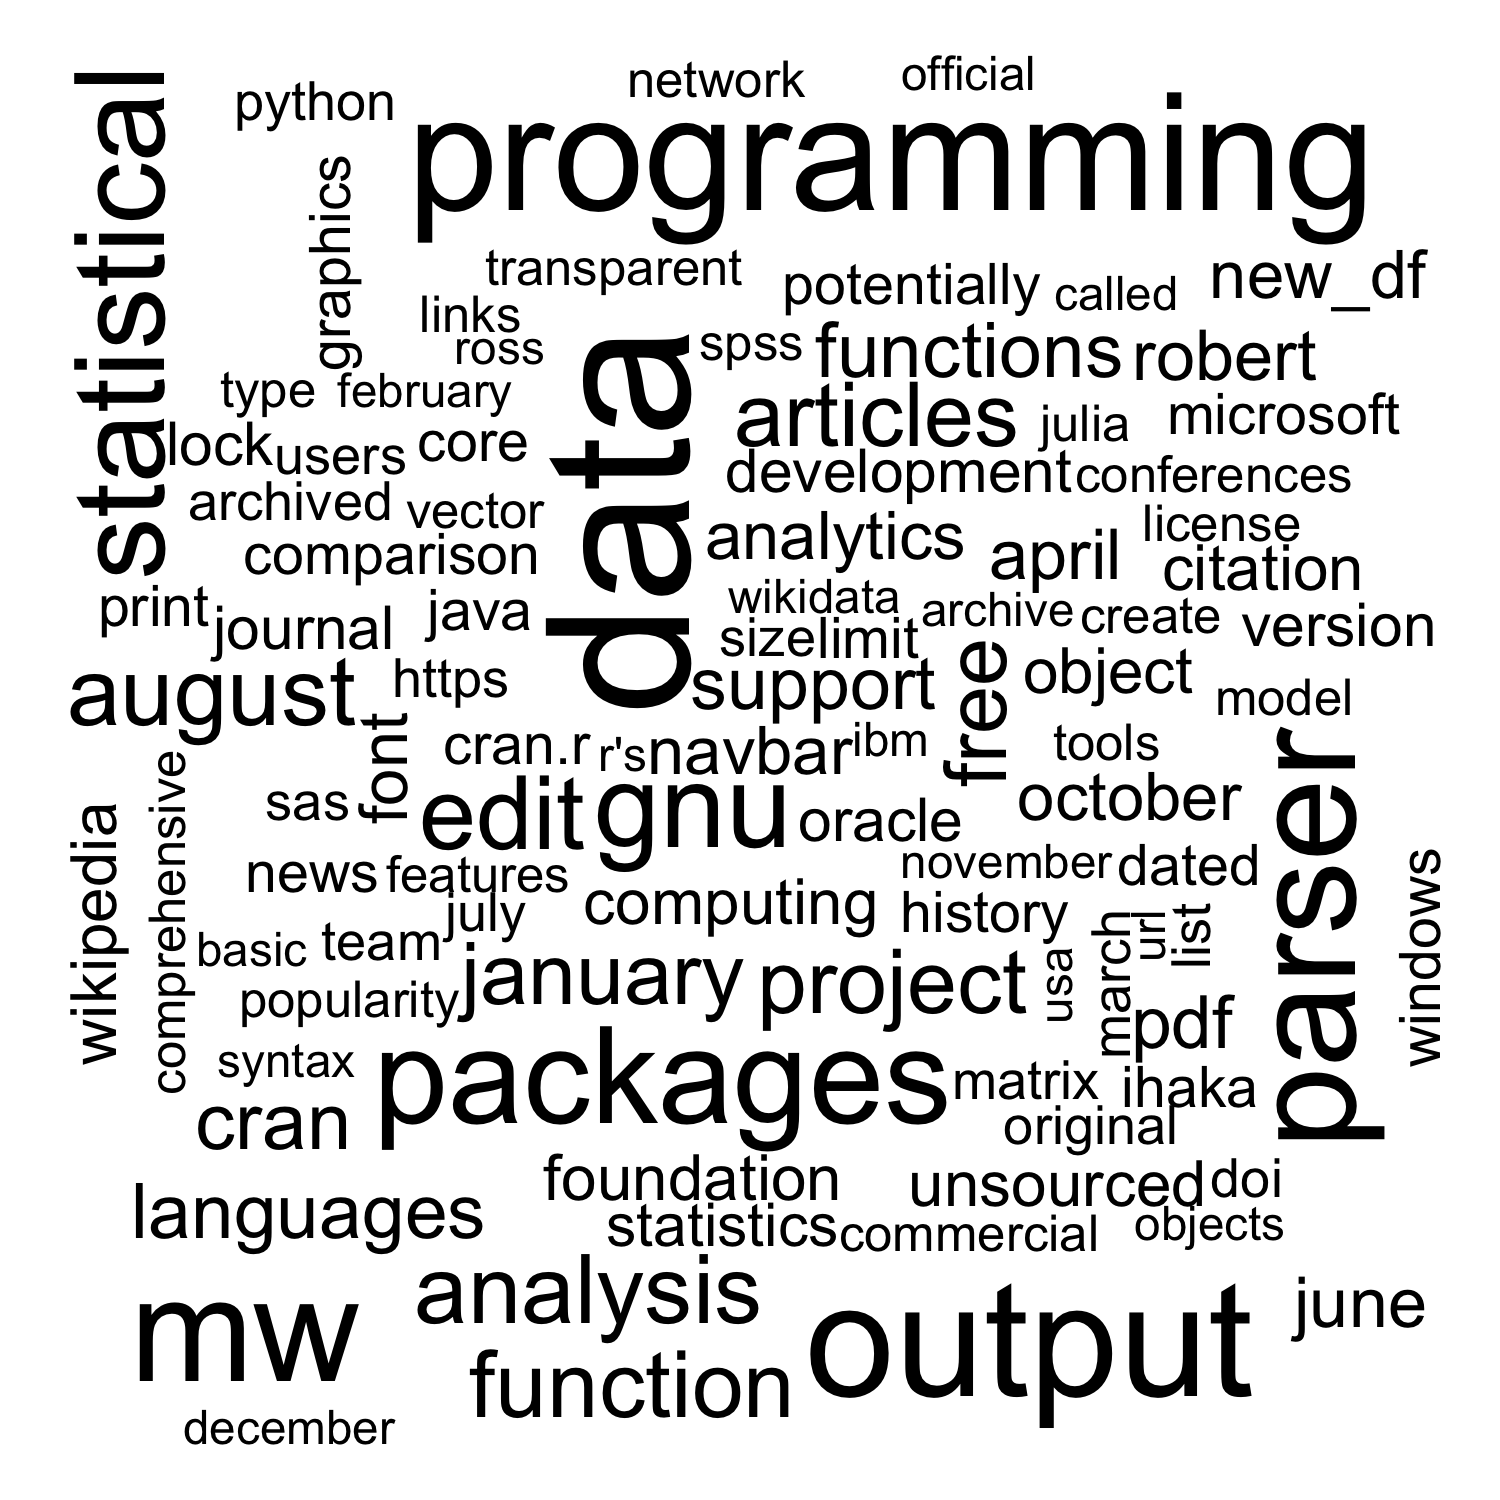 network
official
python
programming
statistical
graphics
transparent
potentially
called
new_df
links
ross
data
spss
functions
robert
type
february
articles
julia
microsoft
lock
users
core
development
conferences
archived
vector
analytics
license
comparison
april
citation
print
journal
java
wikidata
archive
create
version
sizelimit
august
https
support
free
object
model
font
cran.r
r's
navbar
ibm
tools
parser
wikipedia
comprehensive
sas
edit
gnu
oracle
october
news
features
november
dated
windows
july
computing
history
march
url
list
basic
team
january
project
usa
popularity
pdf
syntax
packages
matrix
ihaka
cran
original
foundation
unsourced
doi
languages
statistics
commercial
objects
mw
analysis
output
june
function
december